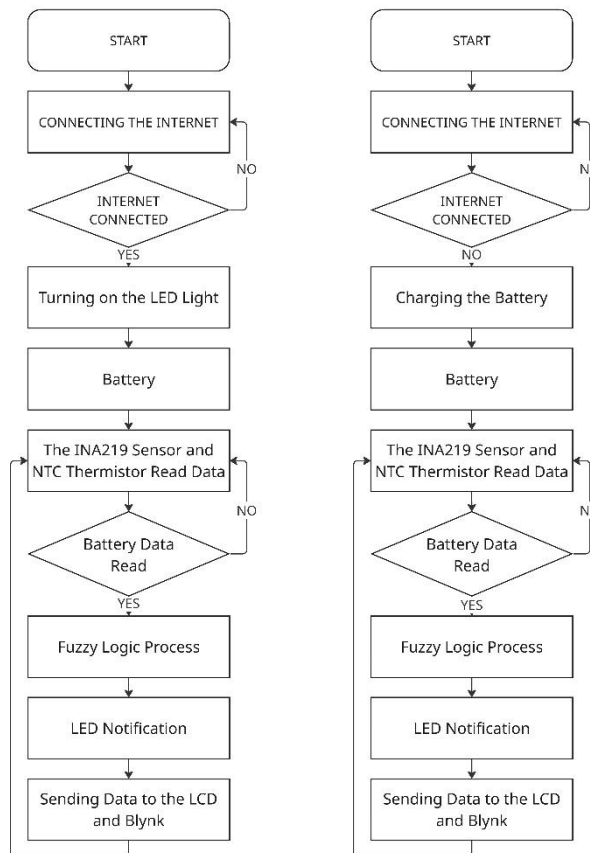 START
CONNECTING THE INTERNET
NO
INTERNET
CONNECTED
YES
Turning on the LED Light
Battery
The INA219 Sensor and
NTC Thermistor Read Data
NO
Battery Data
Read
YES
Fuzzy Logic Process
LED Notification
Sending Data to the LCD
and Blynk
START
CONNECTING THE INTERNET
N
INTERNET
CONNECTED
NO
Charging the Battery
Battery
The INA219 Sensor and
NTC Thermistor Read Data
N
Battery Data
Read
YES
Fuzzy Logic Process
LED Notification
Sending Data to the LCD
and Blynk